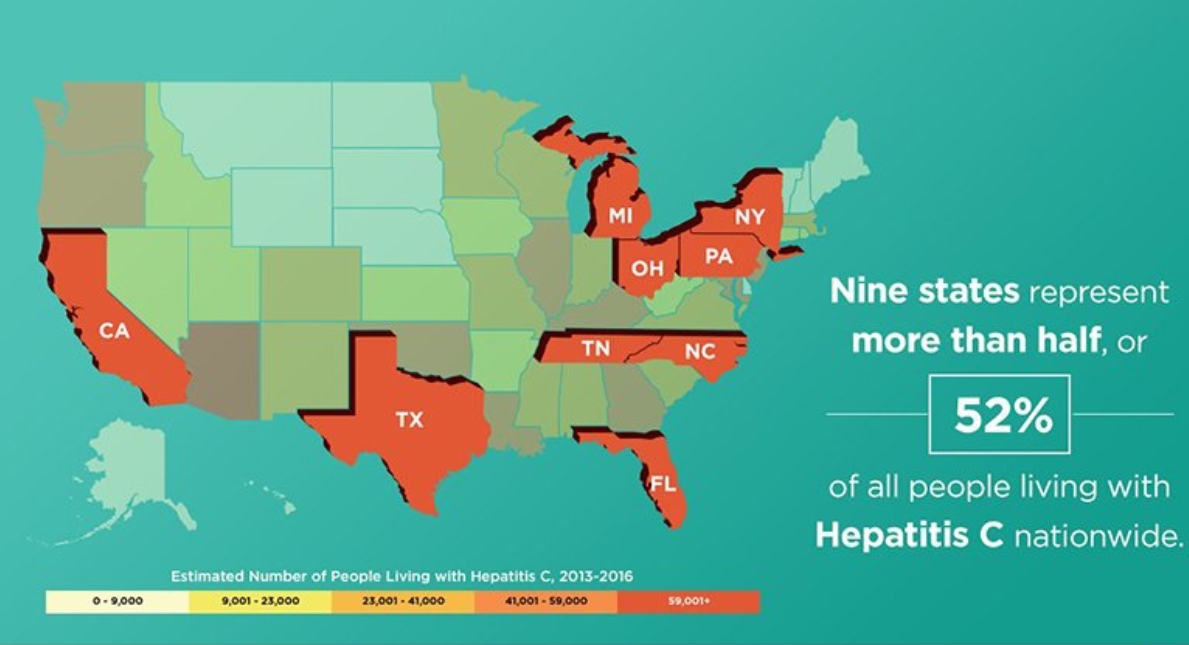 MI
NY
OH
PA
CA
TN
NC
TX
FL
Nine states represent
more than half, or
52%
of all people living with
Hepatitis C nationwide.
Estimated Number of People Living with Hepatitis C, 2013-2016
0 - 9,000
9,001 - 23,000
23,001 - 41,000
41,001 - 59,000
59,001+